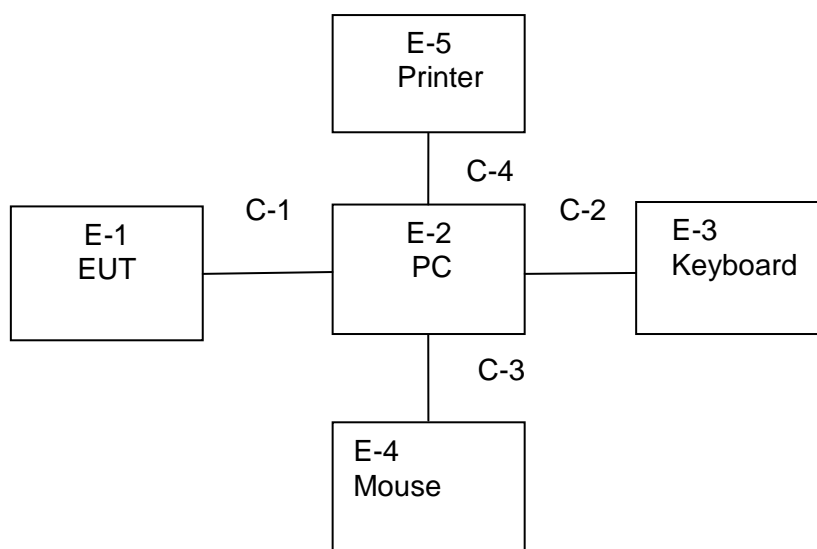 E-5
Printer
C-4
C-1
C-2
E-1
EUT
E-2
PC
E-3
Keyboard
C-3
E-4
Mouse